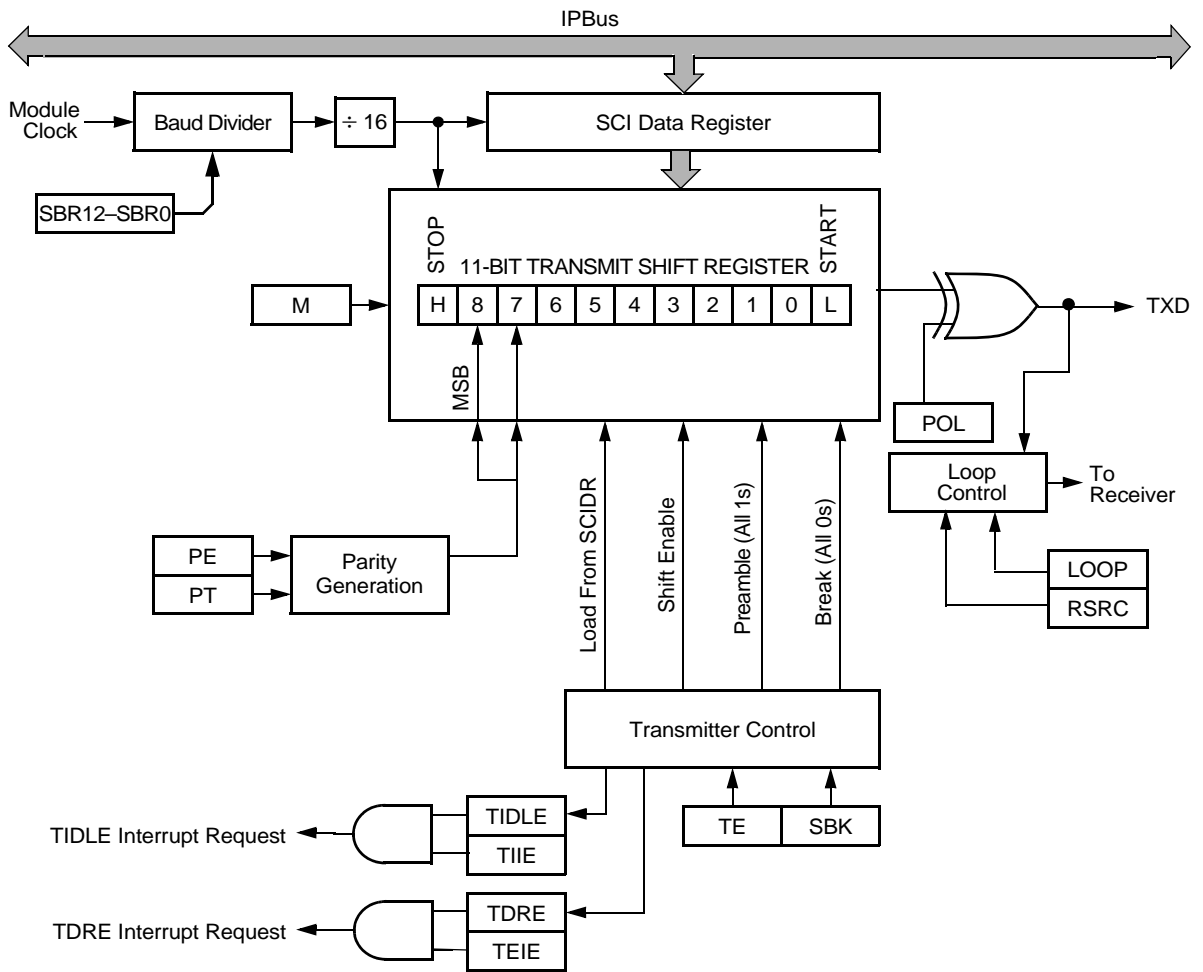 IPBus
Module
Clock
Baud Divider
÷ 16
SCI Data Register
SBR12–SBR0
STOP
11-BIT TRANSMIT SHIFT REGISTER
START
M
H 8 7 6 5 4 3 2 1 0 L
TXD
MSB
POL
Loop
Control
To
Receiver
Load From SCIDR
Shift Enable
Preamble (All 1s)
Break (All 0s)
PE
PT
Parity
Generation
LOOP
RSRC
Transmitter Control
TE
SBK
TIDLE Interrupt Request
TIDLE
TIIE
TDRE Interrupt Request
TDRE
TEIE